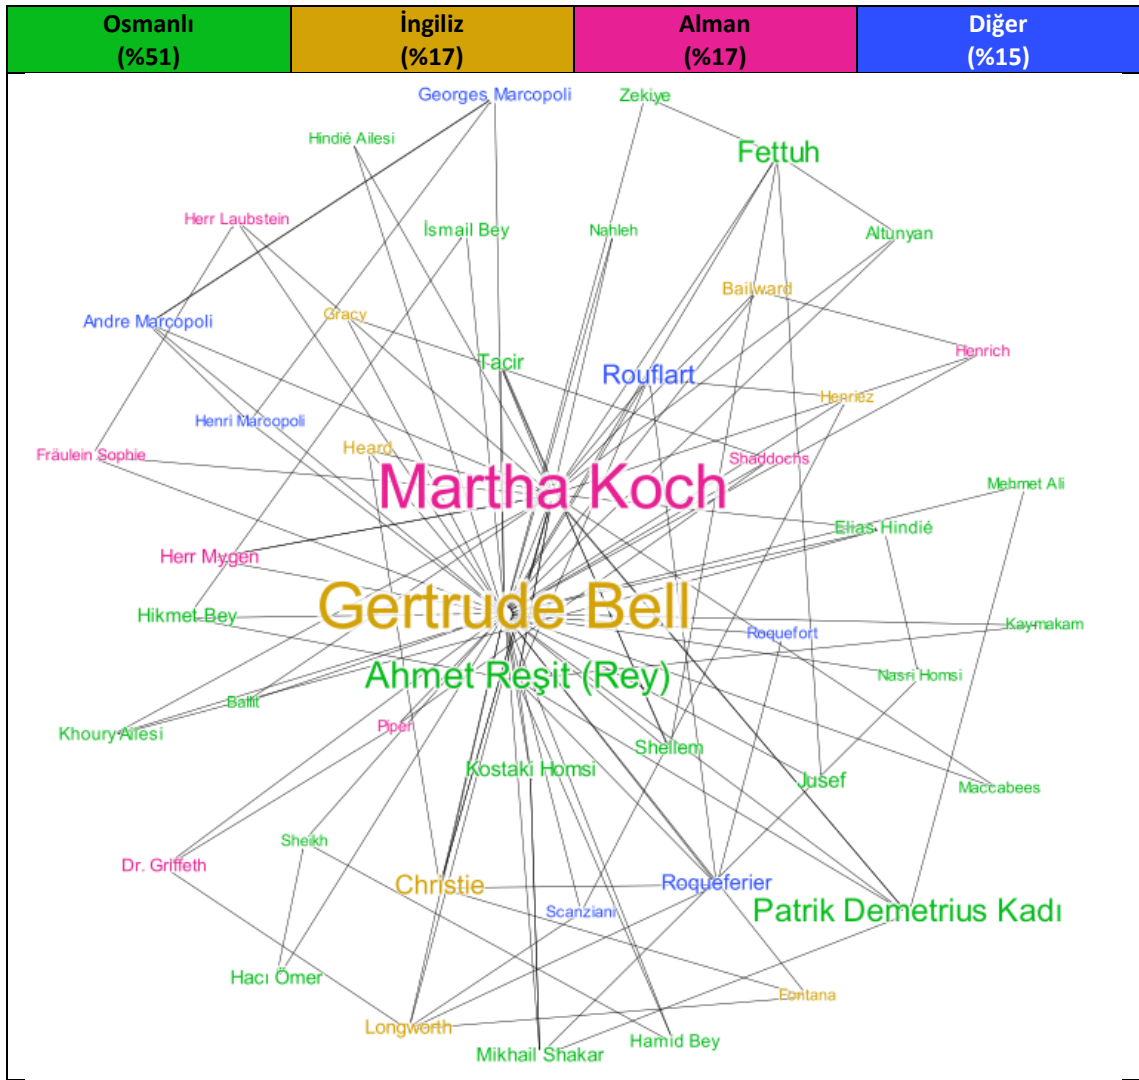 Osmanlı İngiliz Alman Diğer
(%51) (%17) (%17) (%15)
Georges Marcopoli Zekiye
Hindié Ailesi
Fettuh
Herr Laubstein
İsmail Bey Nahleh Altunyan
Bailward
Gracy
Andre Marcopoli
Henrich
Tacir
Rouflart
Henriez
Henri Marcopoli
Heard
Fräulein Sophie Shaddochs
Martha Koch
Mehmet Ali
Elias Hindié
Herr Mygen
Gertrude Bell
Hikmet Bey
Kaymakam
Roquefort
Ahmet Reşit (Rey)
Nasri Homsi
Ballit
Piper
Khoury Ailesi
Shellem
Kostaki Homsi
Jusef
Maccabees
Sheikh
Dr. Griffeth
Christie
Roqueferier
Scanziani
Patrik Demetrius Kadı
Hacı Ömer
Fontana
Longworth
Hamid Bey
Mikhail Shakar